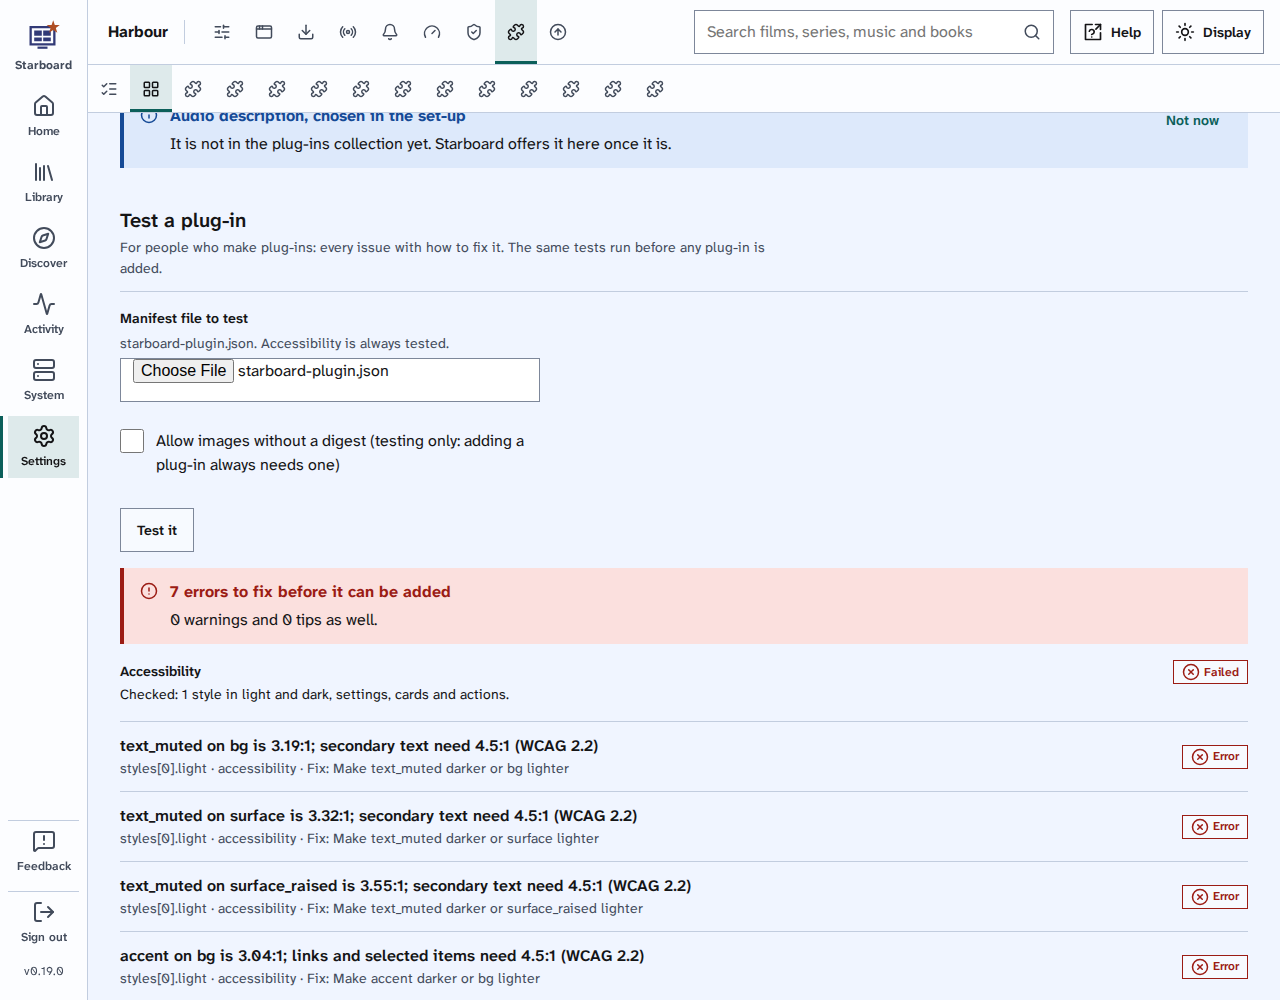 Starboard
Home
Library
Discover
Activity
System
Settings
Feedback
Sign out
v0.19.0
Harbour
Search films, series, music and books
Help
Display
Audio description, chosen in the set-up
It is not in the plug-ins collection yet. Starboard offers it here once it is.
Not now
Test a plug-in
For people who make plug-ins: every issue with how to fix it. The same tests run before any plug-in is
added.
Manifest file to test
starboard-plugin.json. Accessibility is always tested.
Choose File starboard-plugin.json
Allow images without a digest (testing only: adding a
plug-in always needs one)
Test it
7 errors to fix before it can be added
0 warnings and 0 tips as well.
Accessibility
Checked: 1 style in light and dark, settings, cards and actions.
Failed
text_muted on bg is 3.19:1; secondary text need 4.5:1 (WCAG 2.2)
styles[0].light · accessibility · Fix: Make text_muted darker or bg lighter
Error
text_muted on surface is 3.32:1; secondary text need 4.5:1 (WCAG 2.2)
styles[0].light · accessibility · Fix: Make text_muted darker or surface lighter
Error
text_muted on surface_raised is 3.55:1; secondary text need 4.5:1 (WCAG 2.2)
styles[0].light · accessibility · Fix: Make text_muted darker or surface_raised lighter
Error
accent on bg is 3.04:1; links and selected items need 4.5:1 (WCAG 2.2)
styles[0].light · accessibility · Fix: Make accent darker or bg lighter
Error